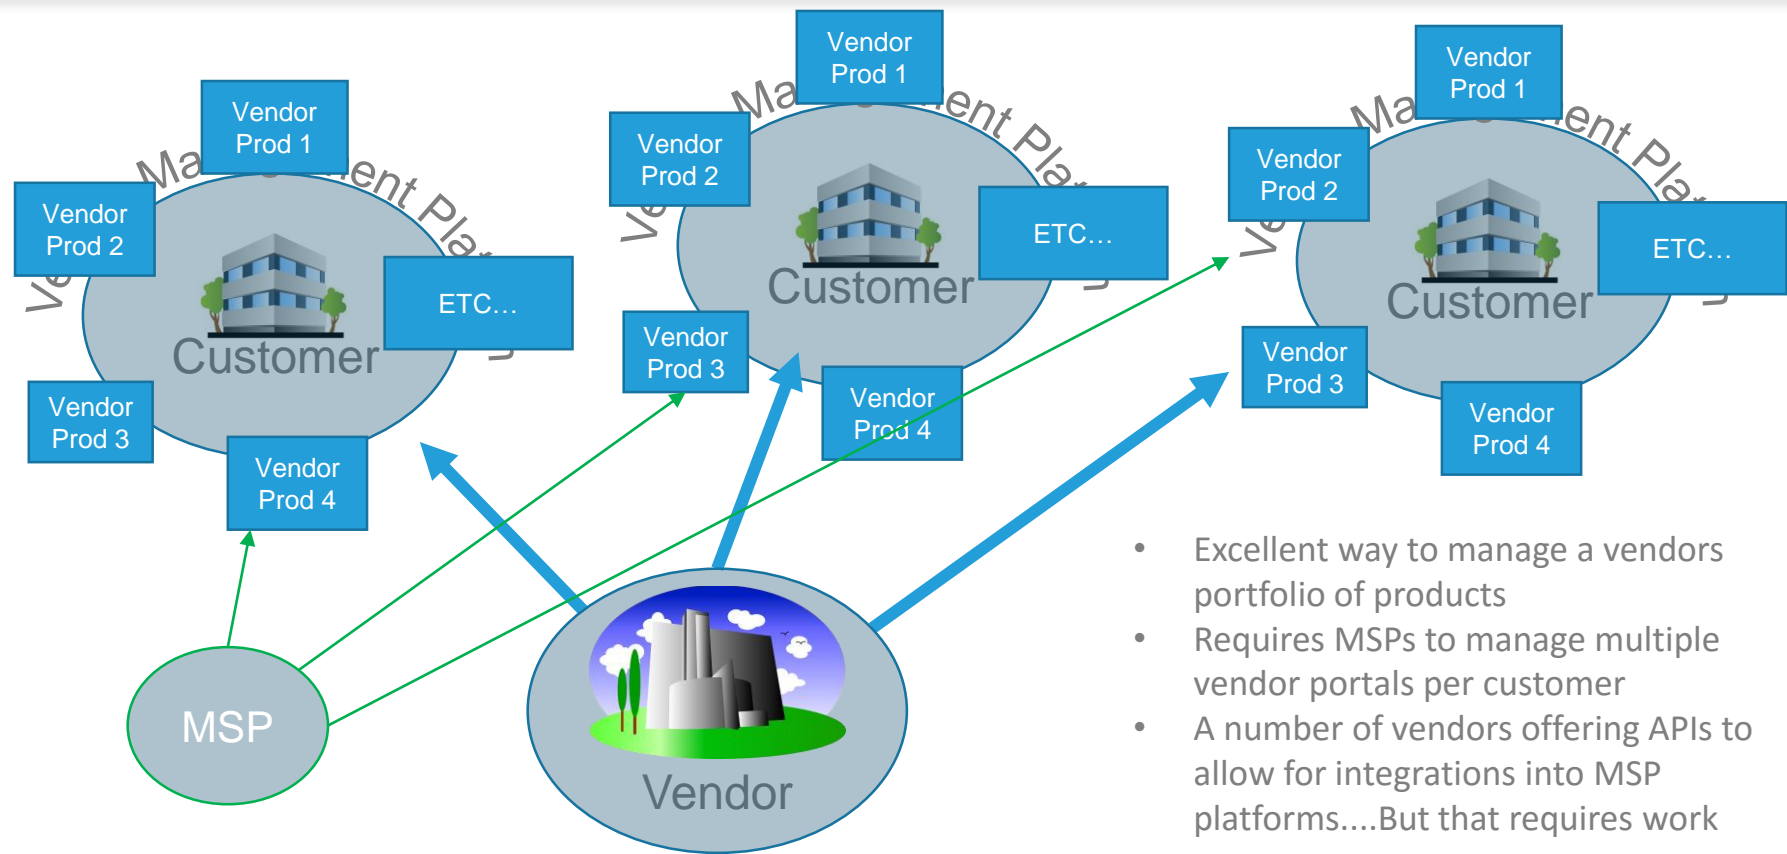 Vendor
Prod 1
Vendor
Prod 2
Vendor
Prod 3
Vendor
Prod 4
ETC...
Customer
Vendor
Prod 1
Vendor
Prod 2
Vendor
Prod 3
Vendor
Prod 4
ETC...
Customer
Vendor
Prod 1
Vendor
Prod 2
Vendor
Prod 3
Vendor
Prod 4
ETC...
Customer
MSP
Vendor
• Excellent way to manage a vendors
portfolio of products
• Requires MSPs to manage multiple
vendor portals per customer
• A number of vendors offering APIs to
allow for integrations into MSP
platforms....But that requires work